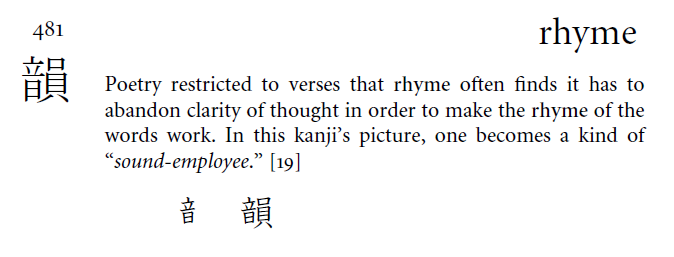 481 rhyme
韻
Poetry restricted to verses that rhyme often finds it has to
abandon clarity of thought in order to make the rhyme of the
words work. In this kanji’s picture, one becomes a kind of
“sound-employee.” [19]
音 韻